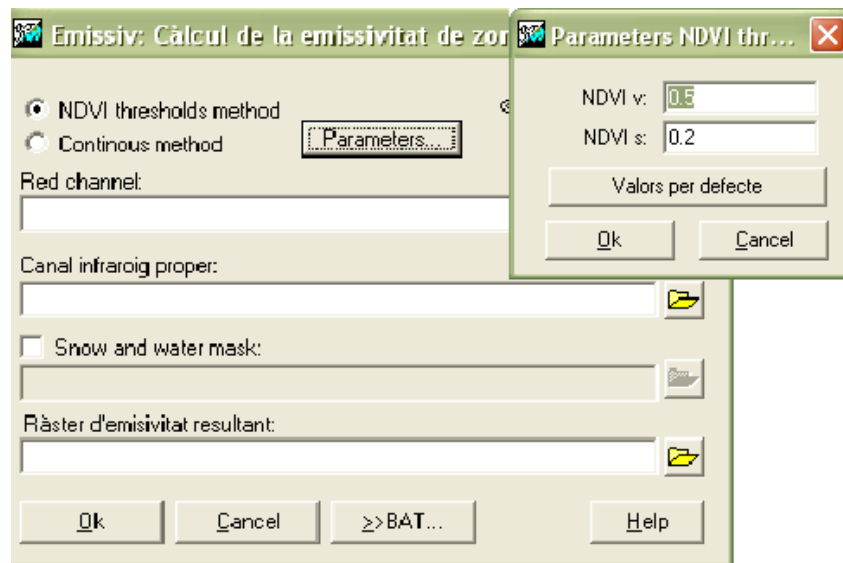 Emissiv: Càlcul de la emissivitat de zor
Parameters NDVI thr...
NDVI thresholds method
Continous method
Parameters...
NDVI v: 0.5
NDVI s: 0.2
Valors per defecte
Ok Cancel
Red channel:
Canal infraroig proper:
Snow and water mask:
Ràster d'emisivitat resultant:
Ok Cancel >>BAT... Help